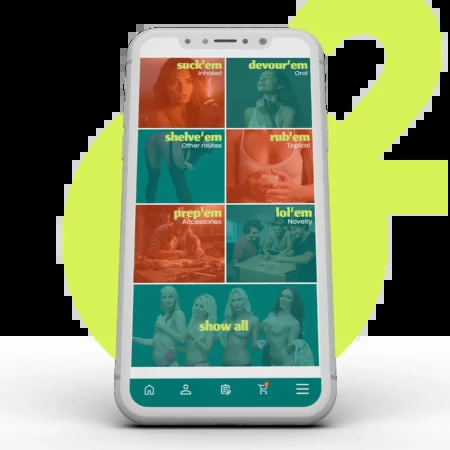 suck'em
Inhaled
devour'em
Oral
shelve'em
Other routes
rub'em
Topical
prep'em
Accessories
lol'em
Novelty
show all